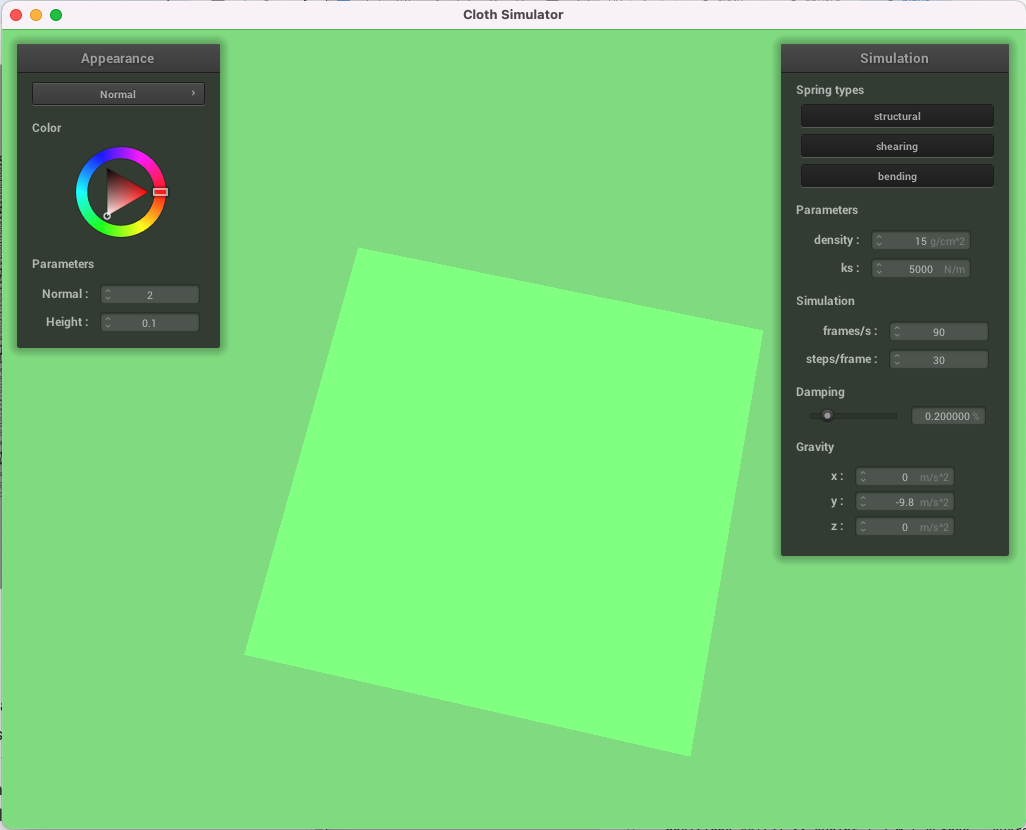 Cloth Simulator
Appearance
Normal
Color
Parameters
Normal : 2
Height : 0.1
Simulation
Spring types
structural
shearing
bending
Parameters
density : 15 g/cm^2
ks : 5000 N/m
Simulation
frames/s : 90
steps/frame : 30
Damping
0.200000 %
Gravity
x : 0 m/s^2
y : -9.8 m/s^2
z : 0 m/s^2